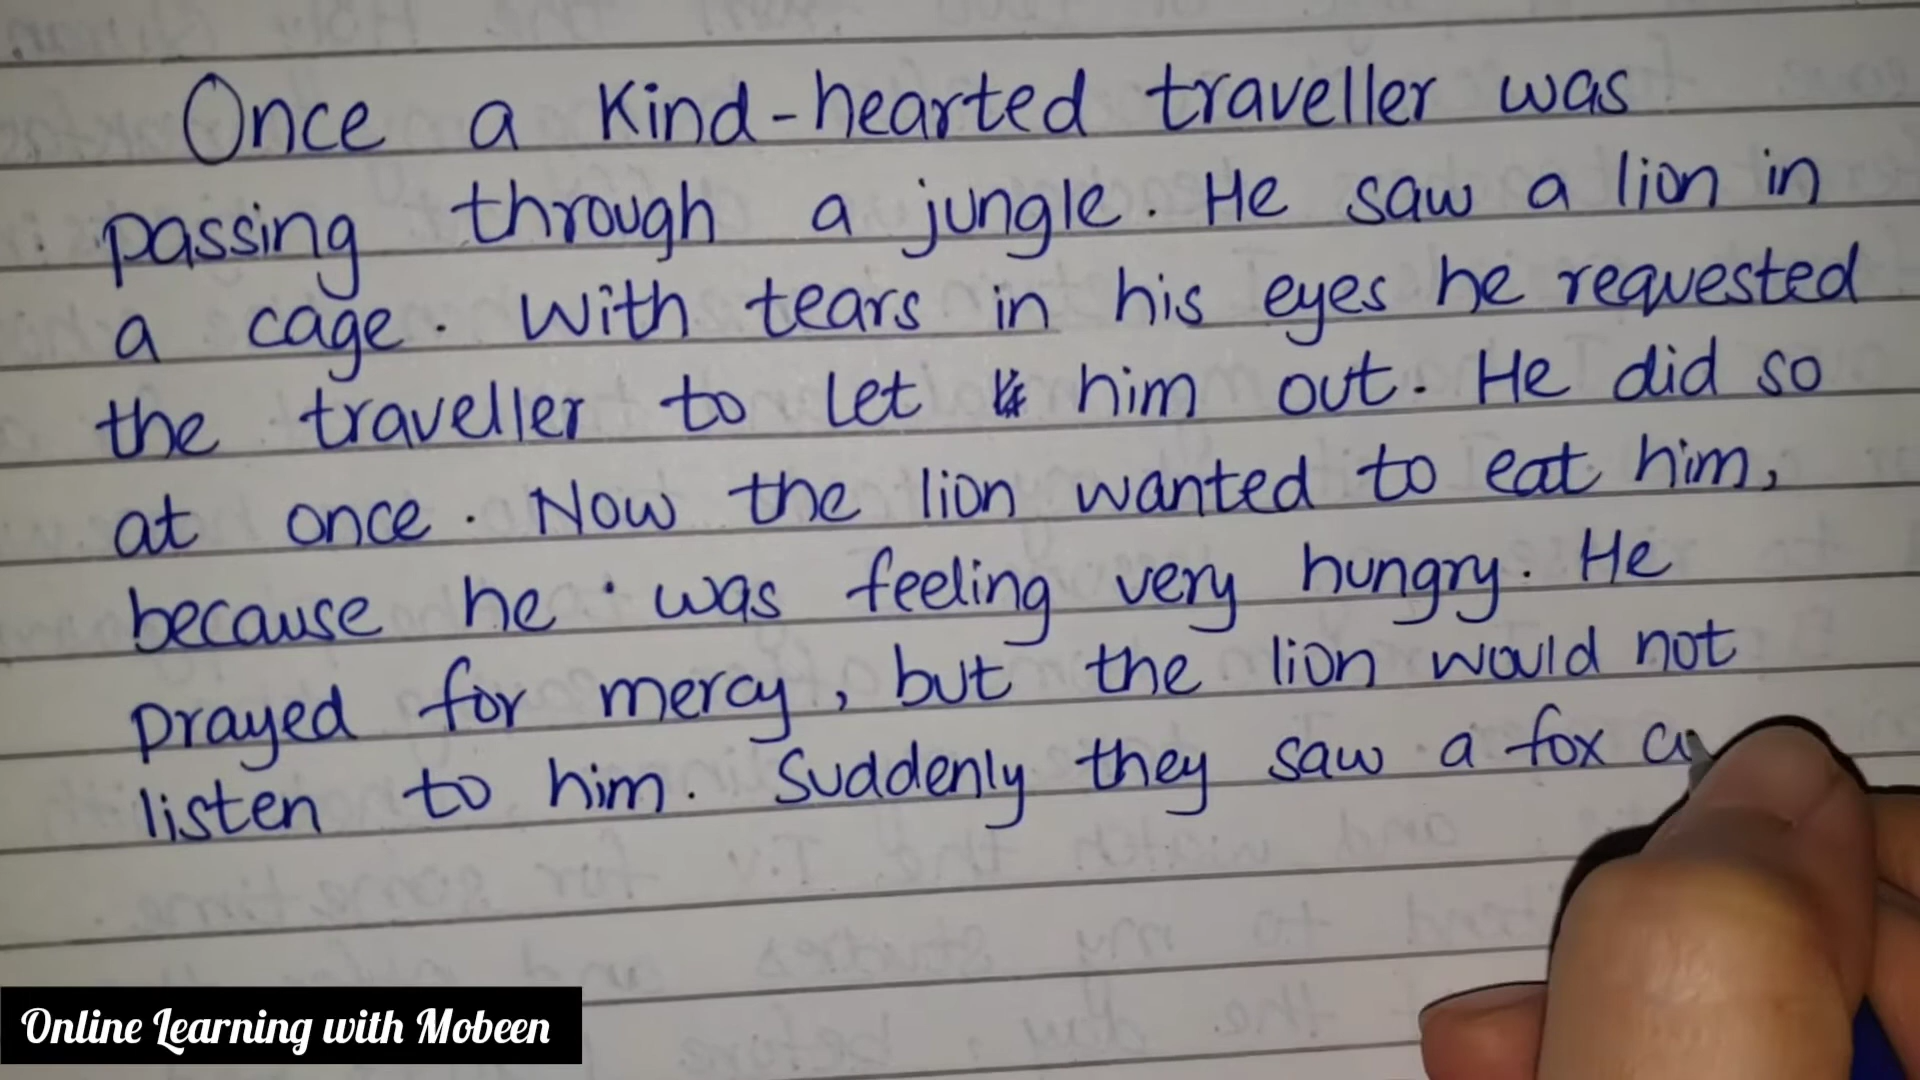 Once a Kind-hearted traveller was
passing through a jungle. He saw a lion in
a cage. With tears in his eyes he requested
the traveller to let him out. He did so
at once. Now the lion wanted to eat him,
because he was feeling very hungry. He
prayed for mercy, but the lion would not
listen to him. Suddenly they saw a fox
Online Learning with Mobeen